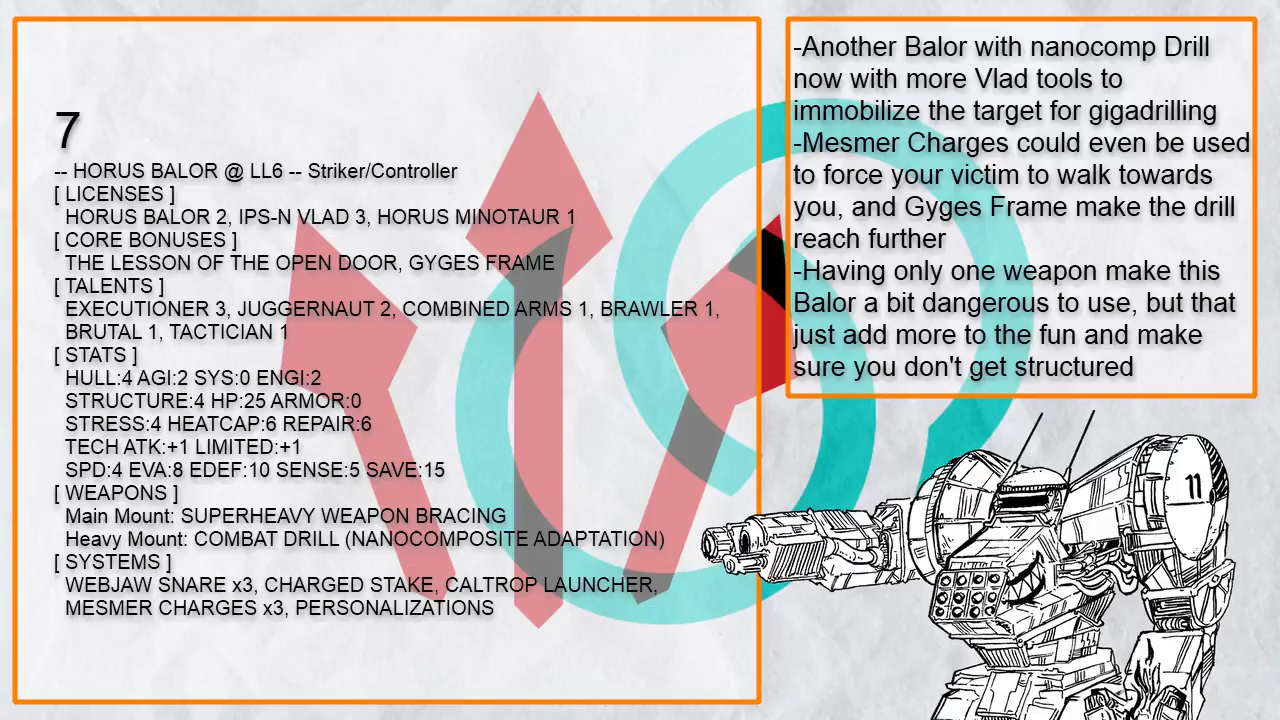 7
-- HORUS BALOR @ LL6 -- Striker/Controller
[ LICENSES ]
HORUS BALOR 2, IPS-N VLAD 3, HORUS MINOTAUR 1
[ CORE BONUSES ]
THE LESSON OF THE OPEN DOOR, GYGES FRAME
[ TALENTS ]
EXECUTIONER 3, JUGGERNAUT 2, COMBINED ARMS 1, BRAWLER 1,
BRUTAL 1, TACTICIAN 1
[ STATS ]
HULL:4 AGI:2 SYS:0 ENGI:2
STRUCTURE:4 HP:25 ARMOR:0
STRESS:4 HEATCAP:6 REPAIR:6
TECH ATK:+1 LIMITED:+1
SPD:4 EVA:8 EDEF:10 SENSE:5 SAVE:15
[ WEAPONS ]
Main Mount: SUPERHEAVY WEAPON BRACING
Heavy Mount: COMBAT DRILL (NANOCOMPOSITE ADAPTATION)
[ SYSTEMS ]
WEBJAW SNARE x3, CHARGED STAKE, CALTROP LAUNCHER,
MESMER CHARGES x3, PERSONALIZATIONS
-Another Balor with nanocomp Drill
now with more Vlad tools to
immobilize the target for gigadrilling
-Mesmer Charges could even be used
to force your victim to walk towards
you, and Gyges Frame make the drill
reach further
-Having only one weapon make this
Balor a bit dangerous to use, but that
just add more to the fun and make
sure you don't get structured
11